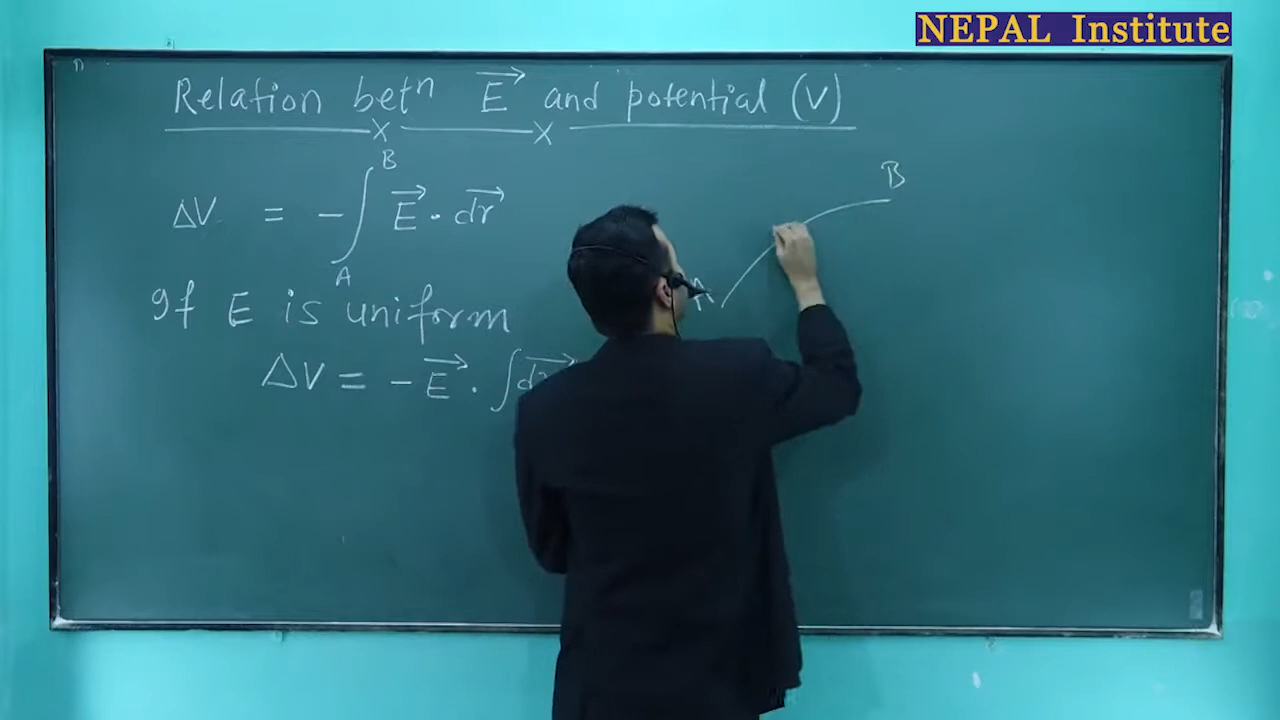 NEPAL Institute
Relation betⁿ E⃗ and potential (V)
B
ΔV = - ∫ E⃗ · dr⃗
A
If E is uniform
ΔV = - E⃗ · ∫ dr⃗
B
A